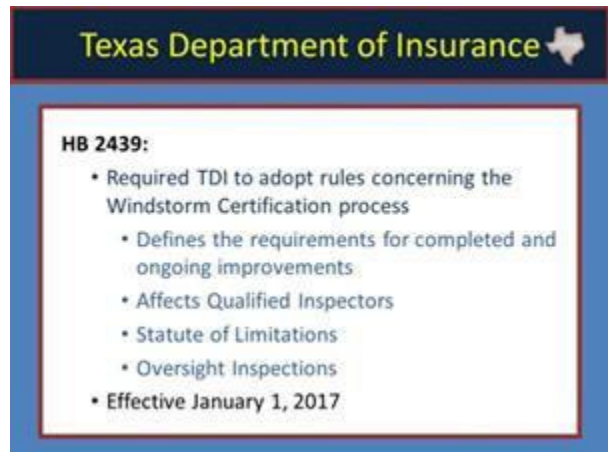 Texas Department of Insurance
HB 2439:
• Required TDI to adopt rules concerning the
Windstorm Certification process
• Defines the requirements for completed and
ongoing improvements
• Affects Qualified Inspectors
• Statute of Limitations
• Oversight Inspections
• Effective January 1, 2017